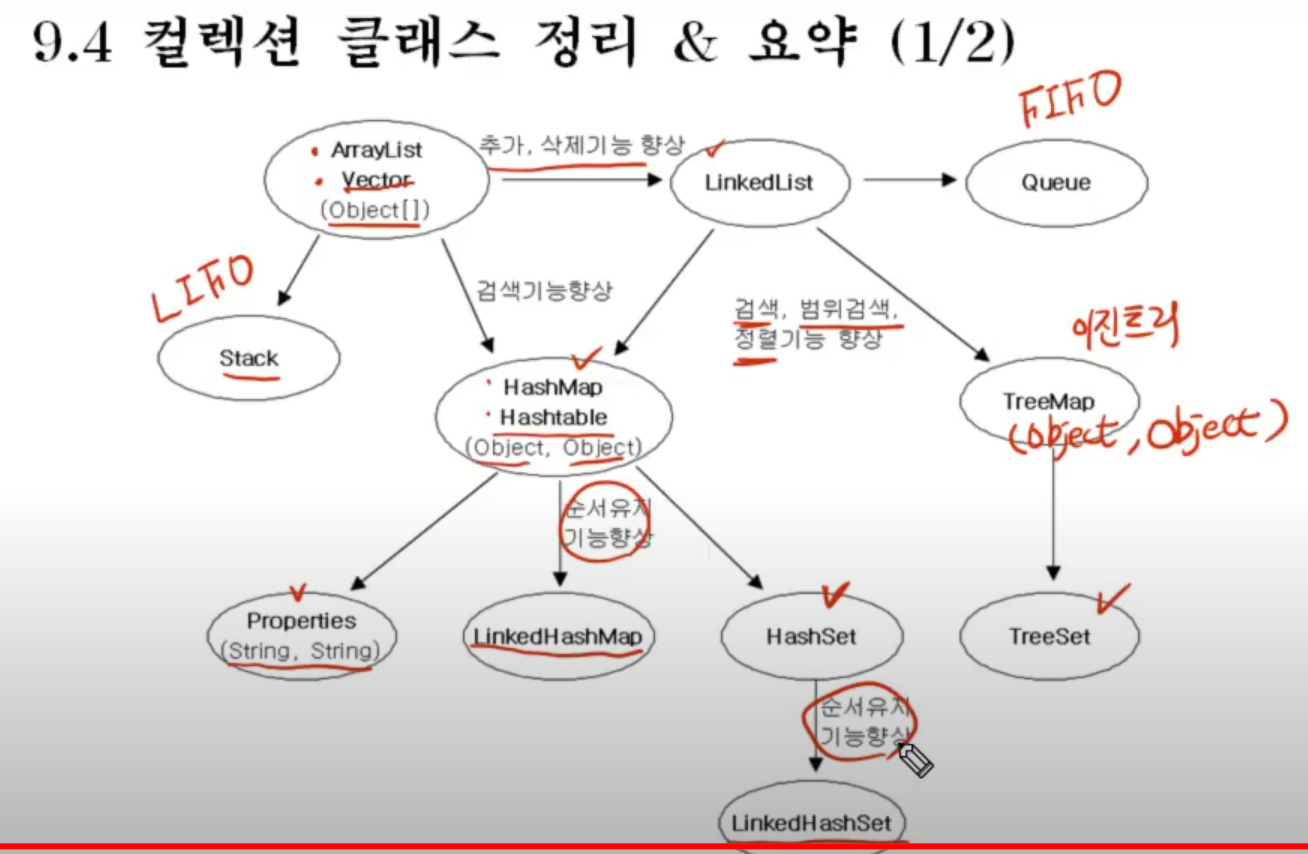 9.4 컬렉션 클래스 정리 & 요약 (1/2)
FIFO
ArrayList
Vector
(Object[])
추가, 삭제기능 향상
LinkedList
Queue
LIFO
검색기능향상
Stack
검색, 범위검색,
정렬기능 향상
이진트리
HashMap
Hashtable
(Object, Object)
TreeMap
(Object, Object)
순서유지
기능향상
Properties
(String, String)
LinkedHashMap
HashSet
TreeSet
순서유지
기능향상
LinkedHashSet